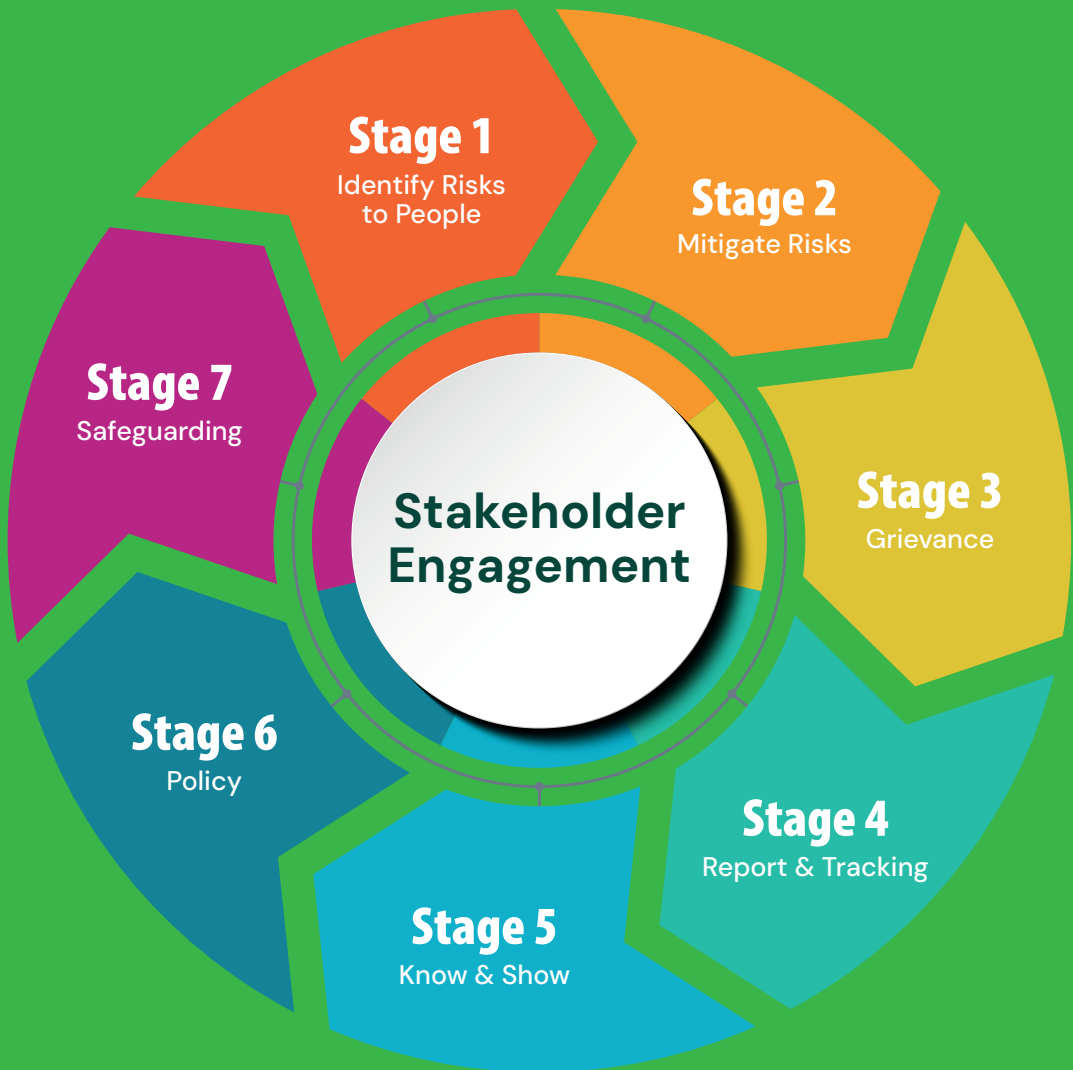 Stage 1
Identify Risks
to People
Stage 2
Mitigate Risks
Stage 3
Grievance
Stage 4
Report & Tracking
Stage 5
Know & Show
Stage 6
Policy
Stage 7
Safeguarding
Stakeholder
Engagement